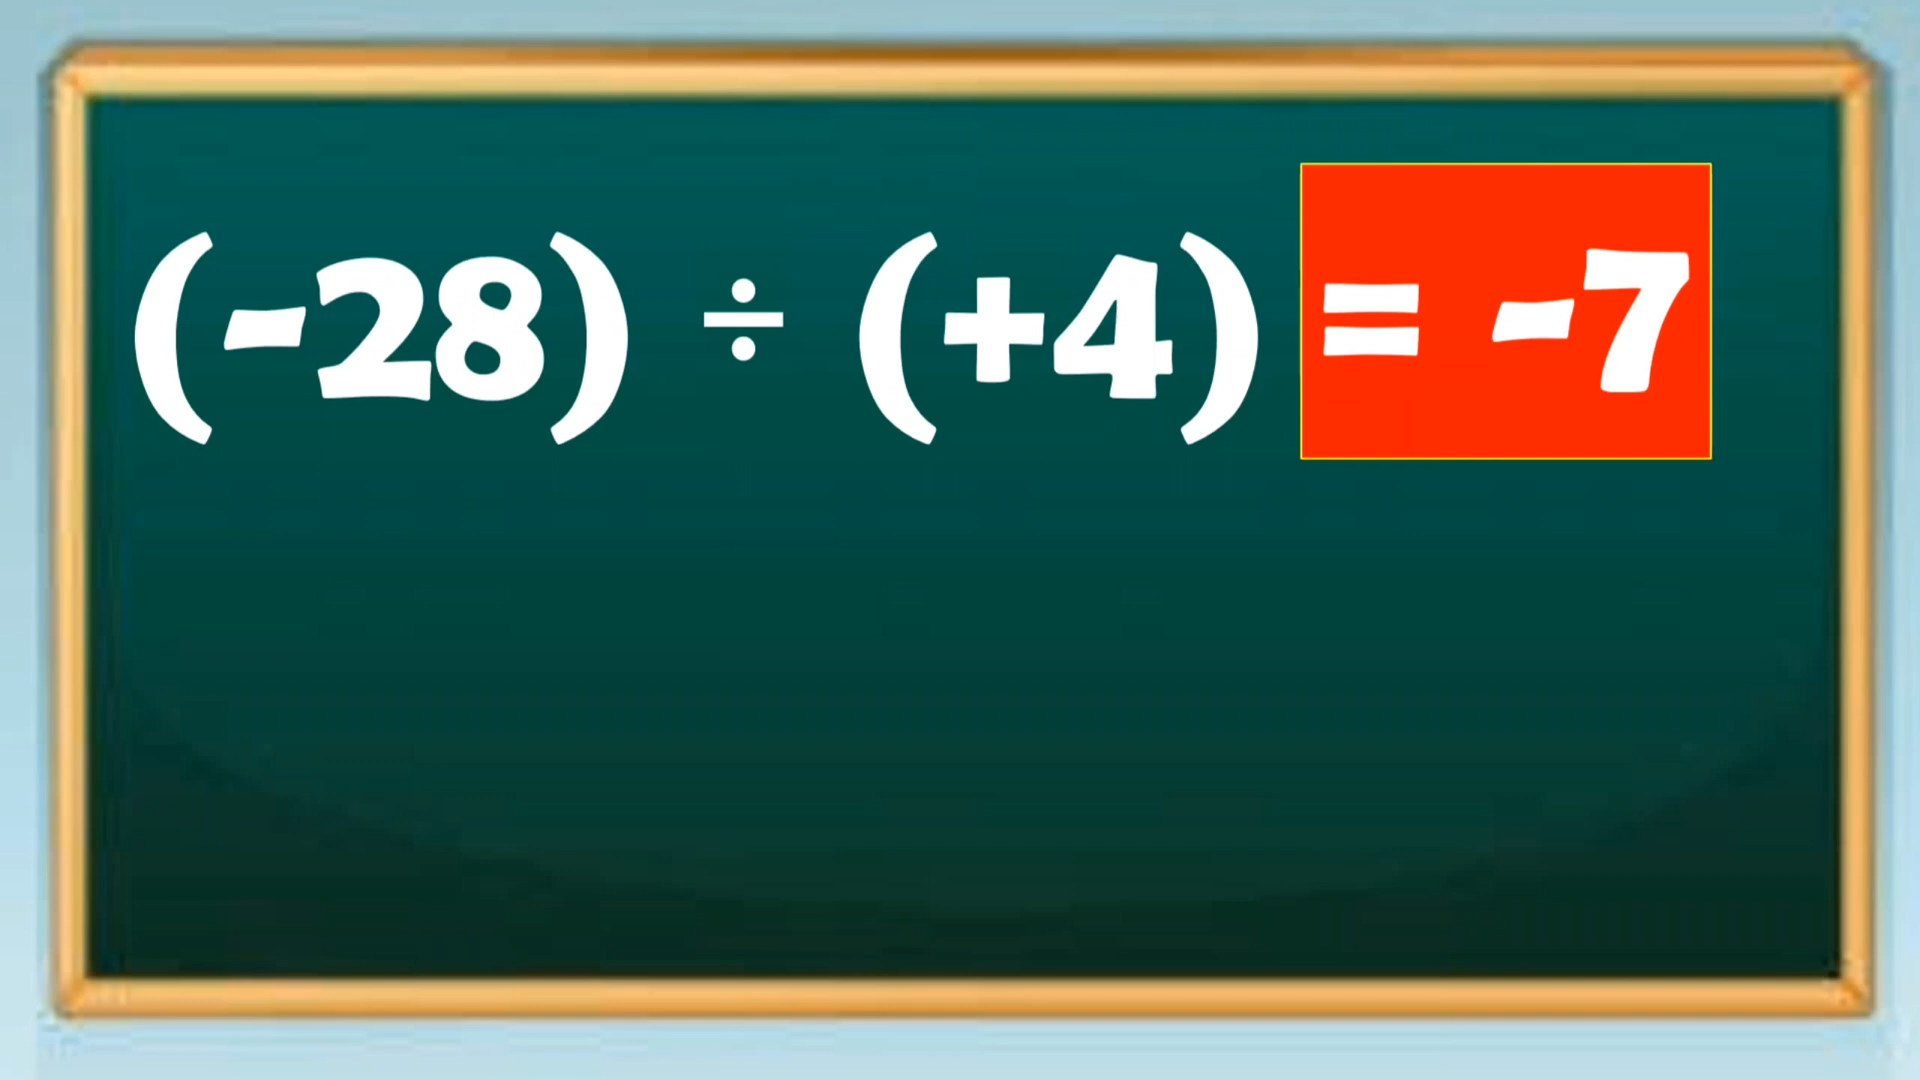 (-28) ÷ (+4) = -7